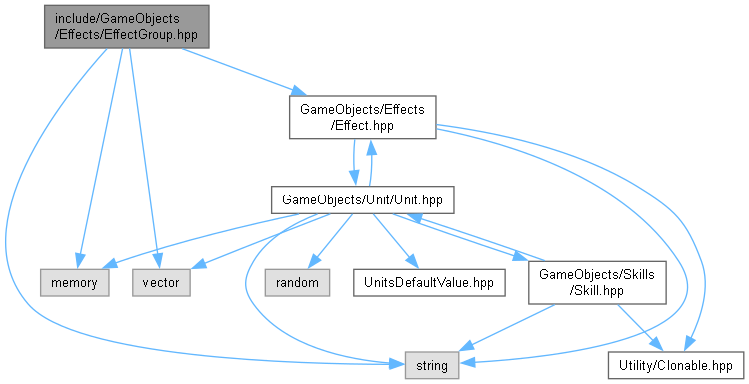 include/GameObjects
/Effects/EffectGroup.hpp
GameObjects/Effects
/Effect.hpp
GameObjects/Unit/Unit.hpp
memory
vector
random
UnitsDefaultValue.hpp
GameObjects/Skills
/Skill.hpp
string
Utility/Clonable.hpp